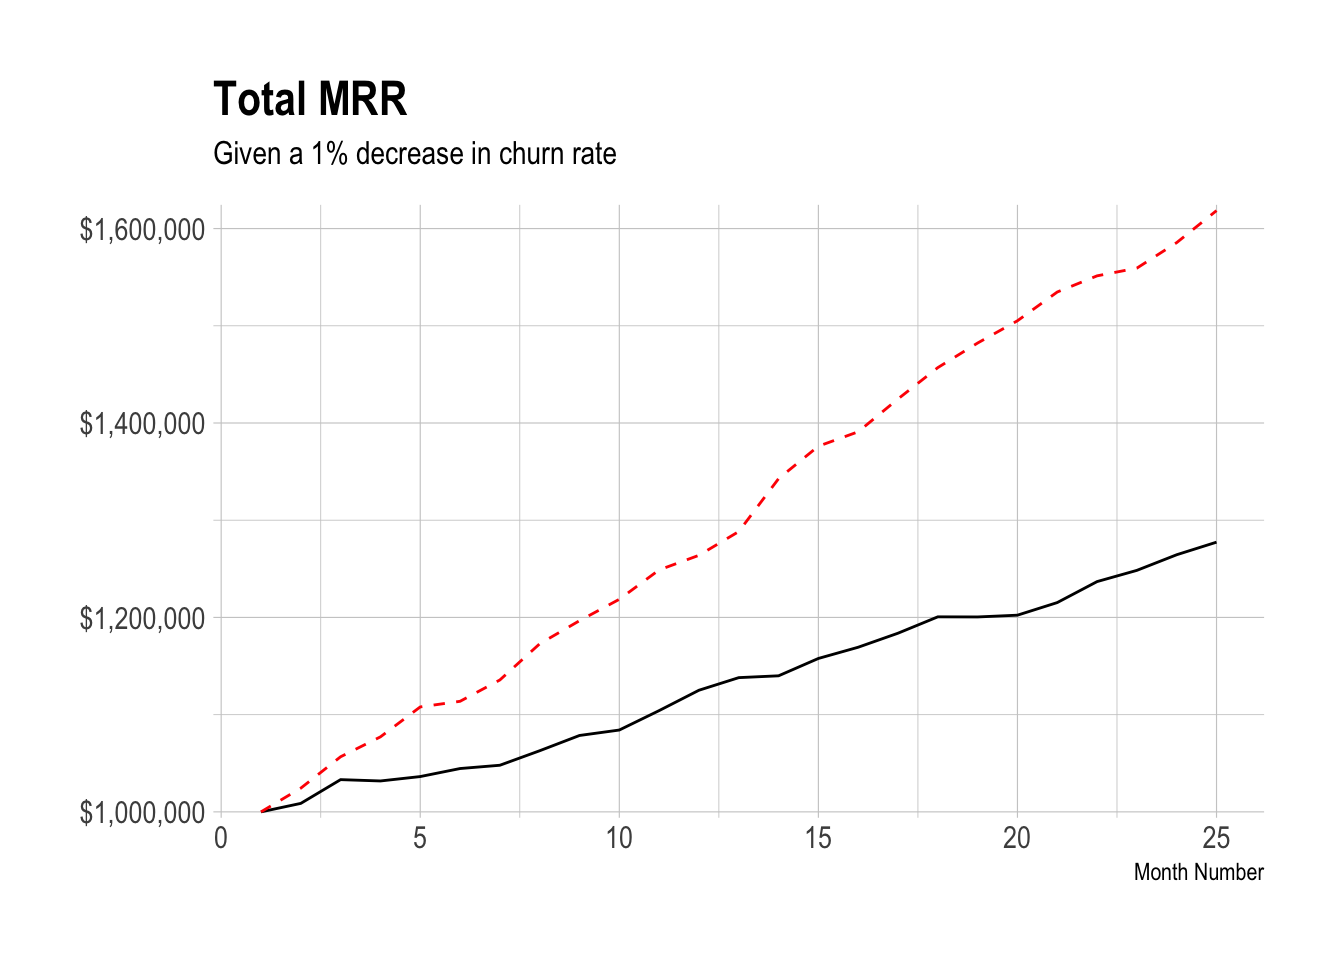 Total MRR
Given a 1% decrease in churn rate
$1,600,000
$1,400,000
$1,200,000
$1,000,000
0 5 10 15 20 25
Month Number